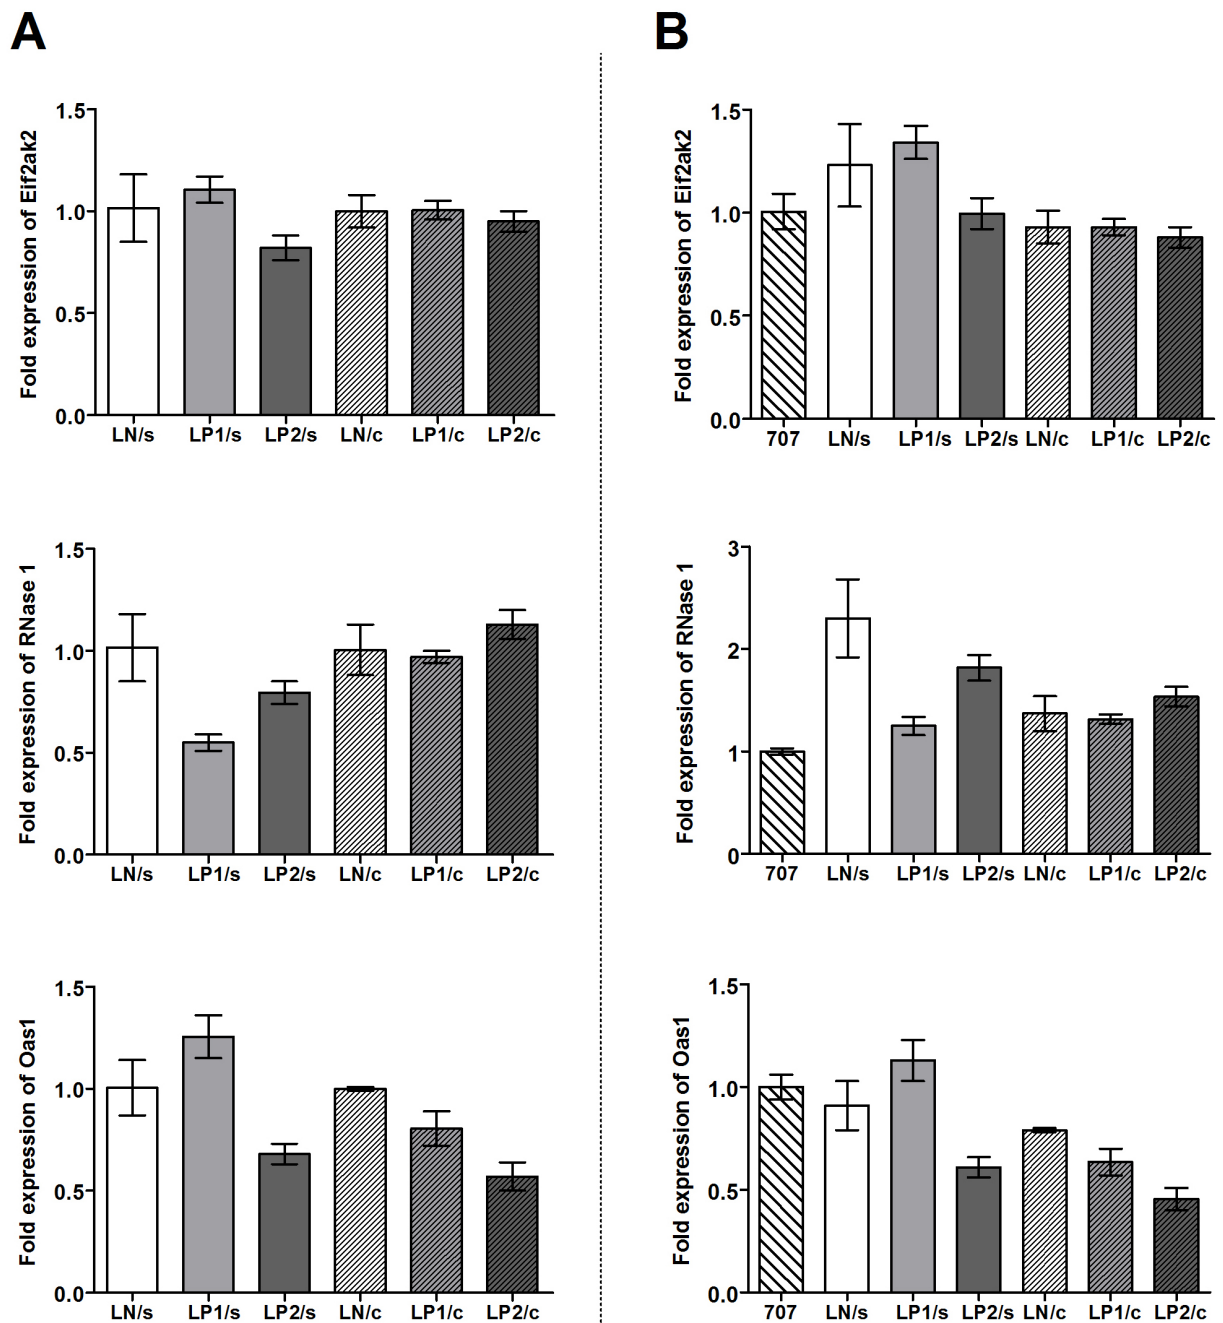 A
Fold expression of Eif2ak2
1.5
1.0
0.5
0.0
LN/s LP1/s LP2/s LN/c LP1/c LP2/c
Fold expression of RNase 1
1.5
1.0
0.5
0.0
LN/s LP1/s LP2/s LN/c LP1/c LP2/c
Fold expression of Oas1
1.5
1.0
0.5
0.0
LN/s LP1/s LP2/s LN/c LP1/c LP2/c
B
Fold expression of Eif2ak2
1.5
1.0
0.5
0.0
707 LN/s LP1/s LP2/s LN/c LP1/c LP2/c
Fold expression of RNase 1
3
2
1
0
707 LN/s LP1/s LP2/s LN/c LP1/c LP2/c
Fold expression of Oas1
1.5
1.0
0.5
0.0
707 LN/s LP1/s LP2/s LN/c LP1/c LP2/c